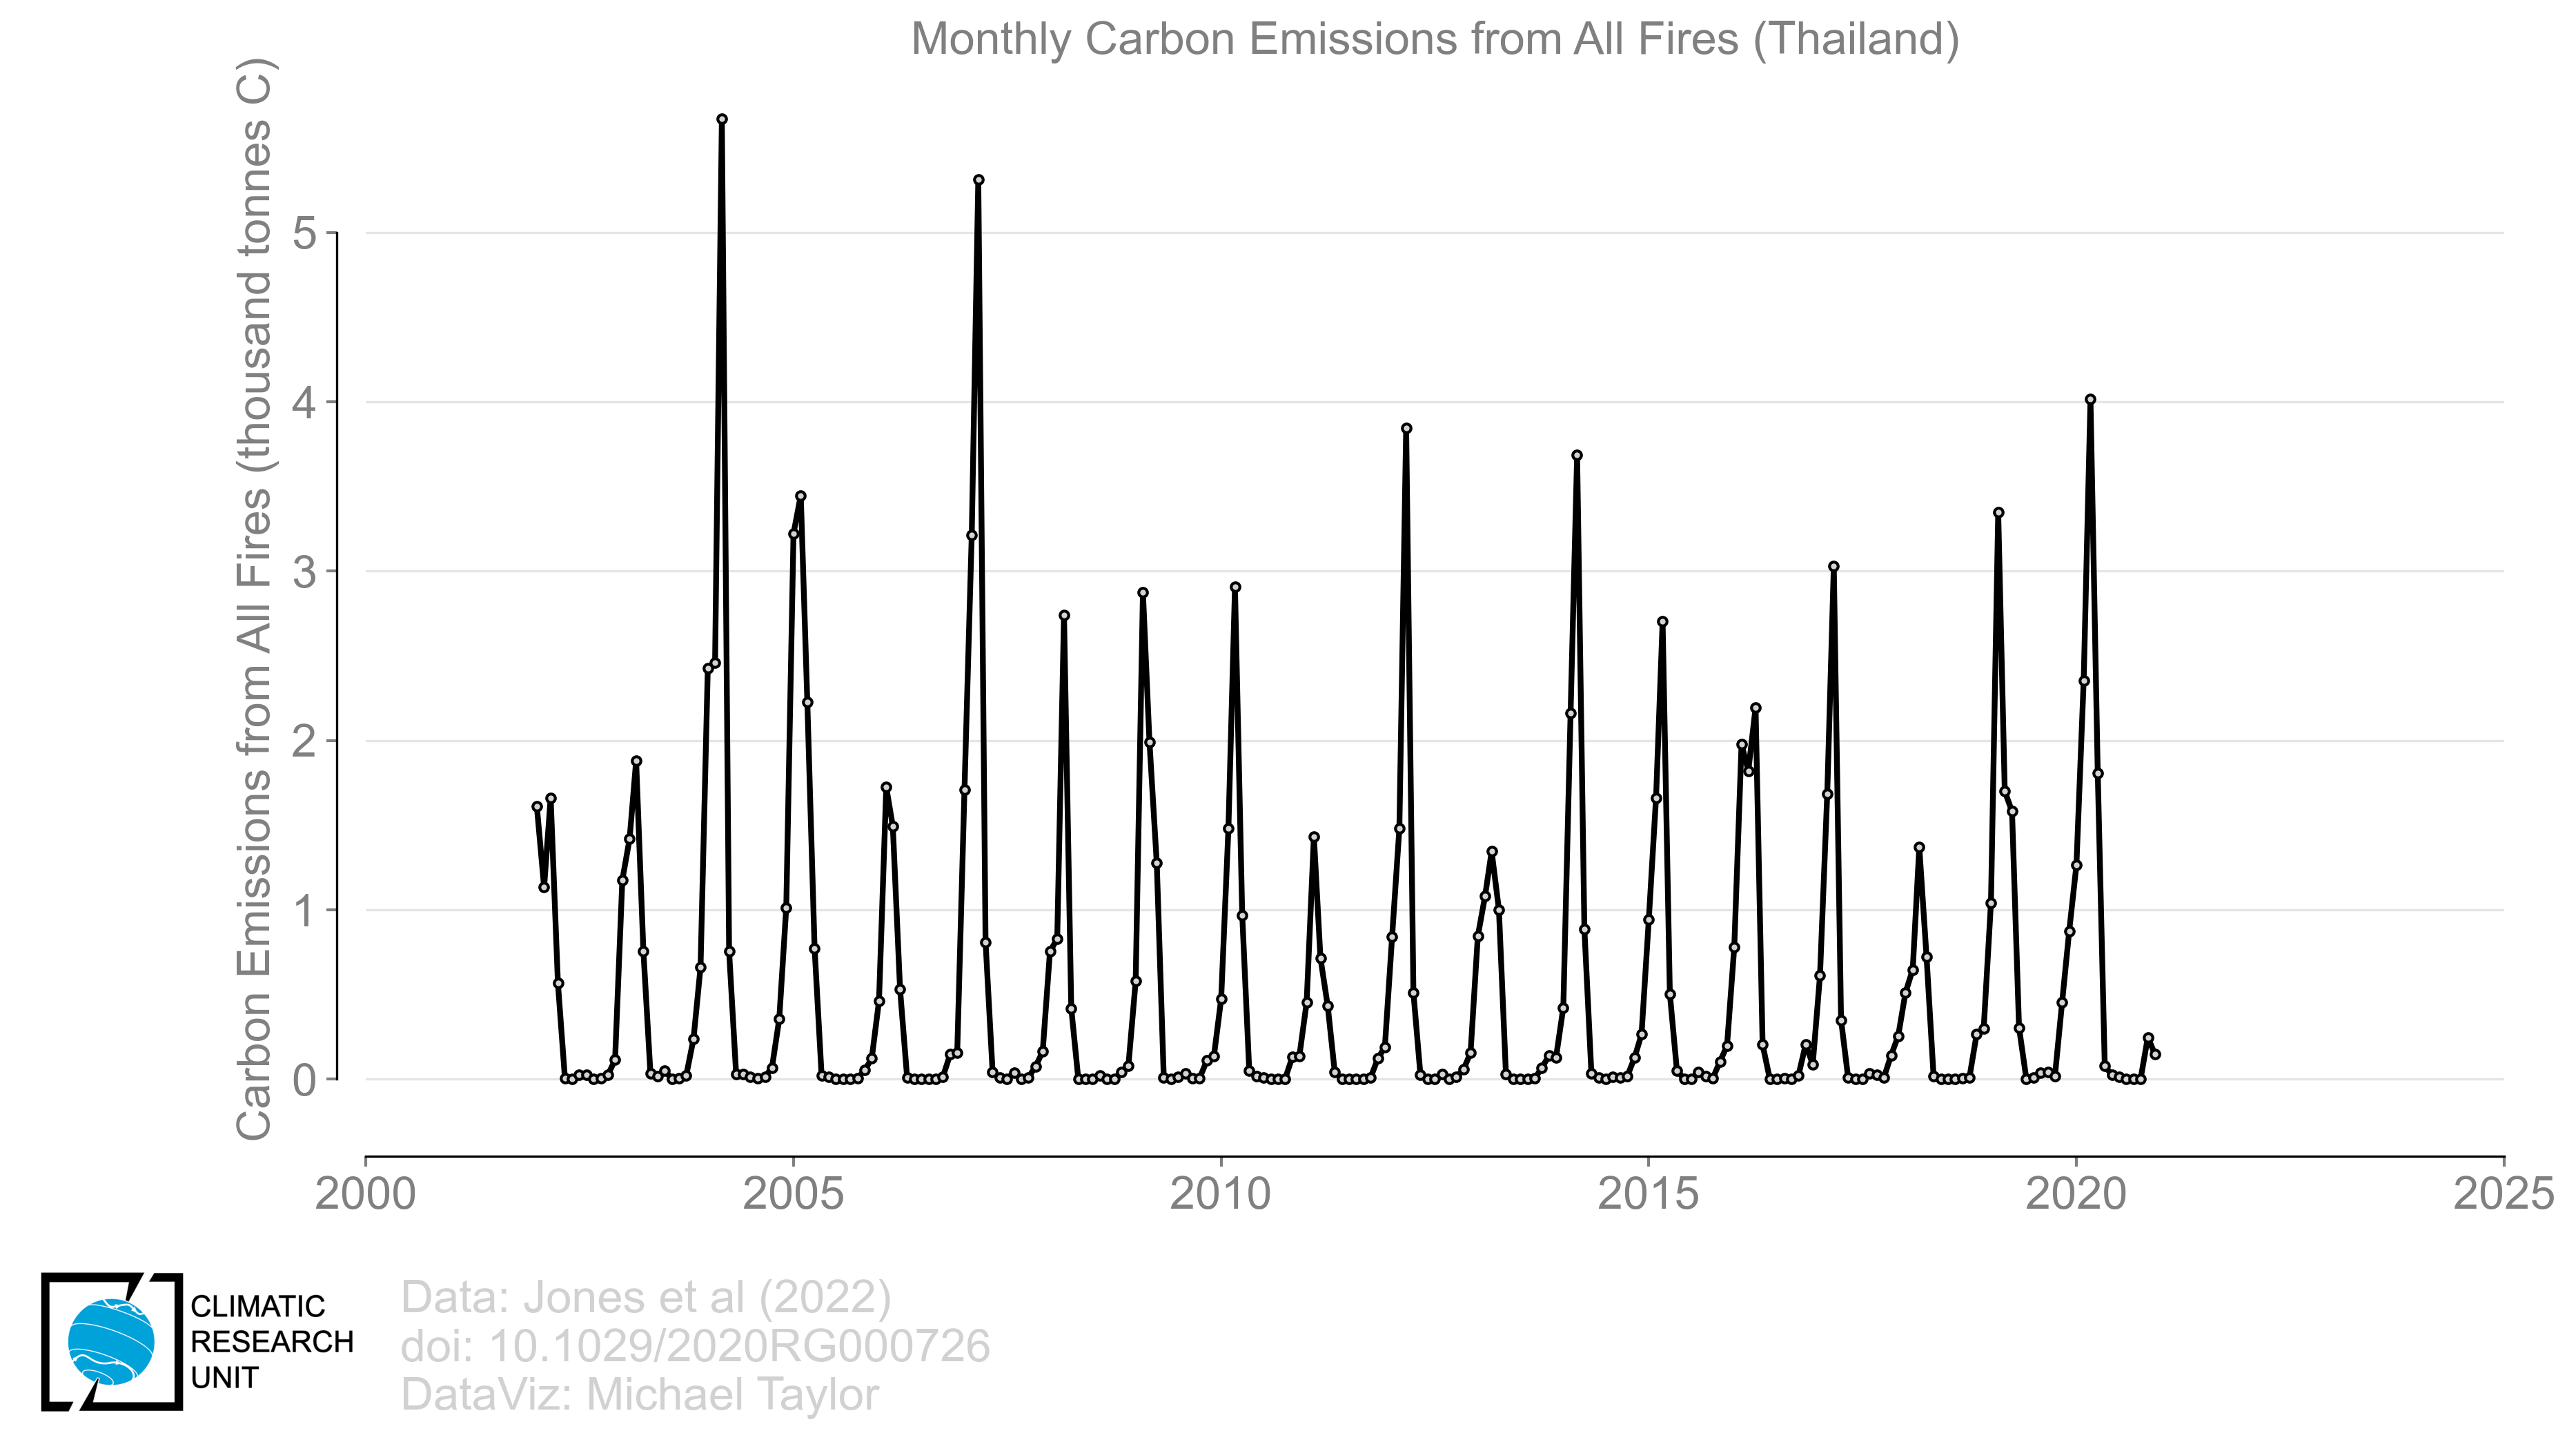 Monthly Carbon Emissions from All Fires (Thailand)
Carbon Emissions from All Fires (thousand tonnes C)
5
4
3
2
1
0
2000 2005 2010 2015 2020 2025
CLIMATIC
RESEARCH
UNIT
Data: Jones et al (2022)
doi: 10.1029/2020RG000726
DataViz: Michael Taylor